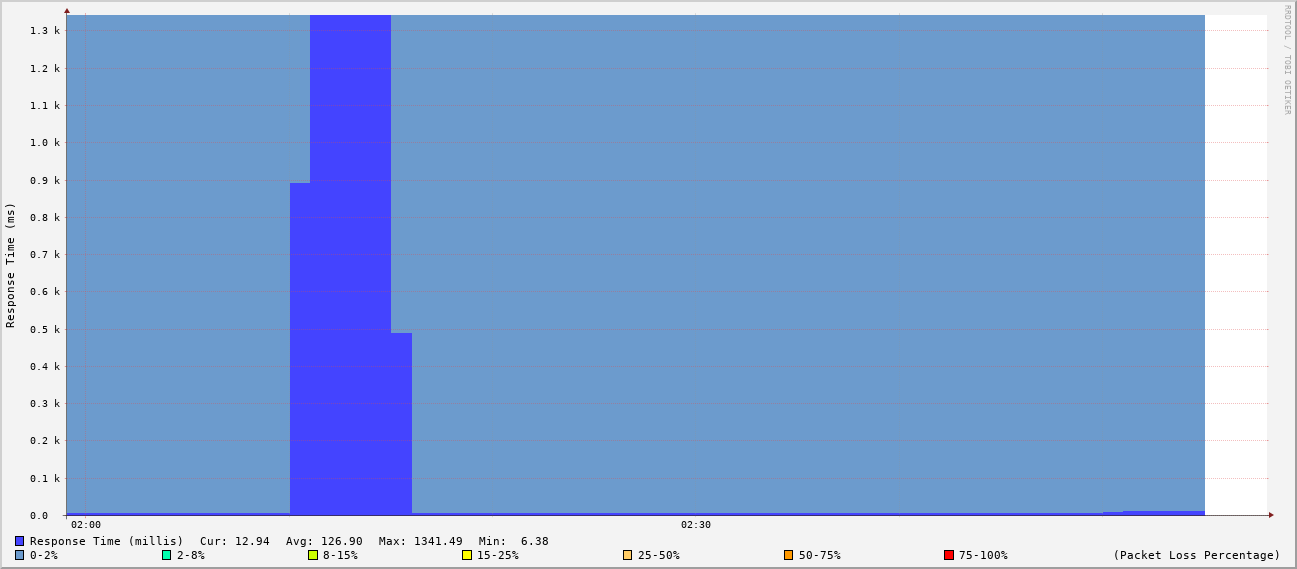 RRDTOOL / TOBI OETIKER
Response Time (ms)
1.3 k
1.2 k
1.1 k
1.0 k
0.9 k
0.8 k
0.7 k
0.6 k
0.5 k
0.4 k
0.3 k
0.2 k
0.1 k
0.0
02:00 02:30
Response Time (millis) Cur: 12.94 Avg: 126.90 Max: 1341.49 Min: 6.38
0-2% 2-8% 8-15% 15-25% 25-50% 50-75% 75-100% (Packet Loss Percentage)